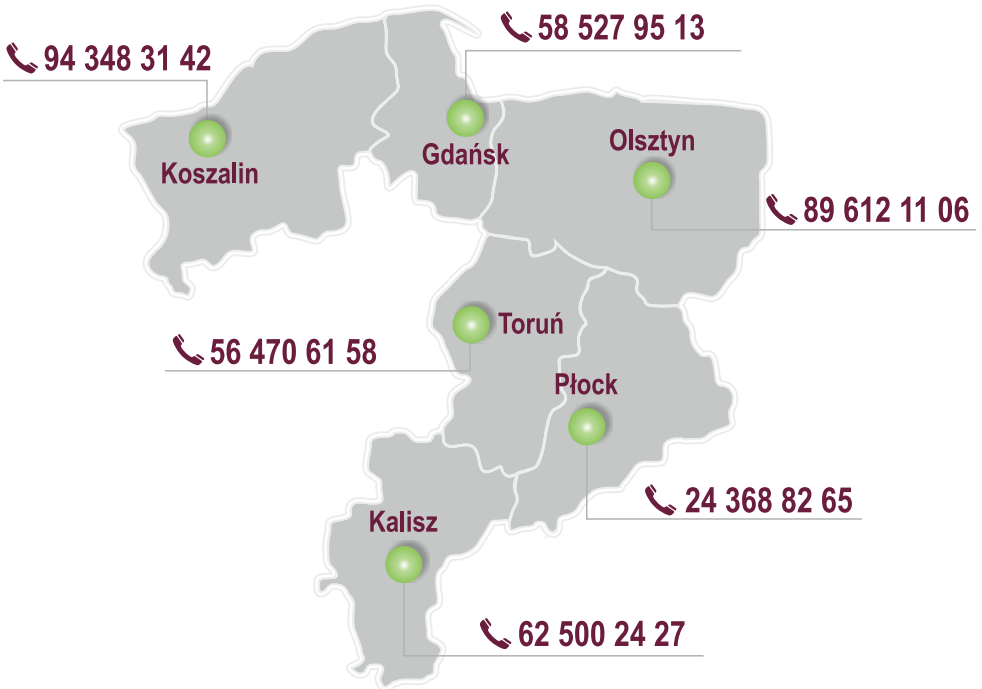 58 527 95 13
94 348 31 42
Gdańsk
Olsztyn
Koszalin
89 612 11 06
Toruń
56 470 61 58
Płock
24 368 82 65
Kalisz
62 500 24 27